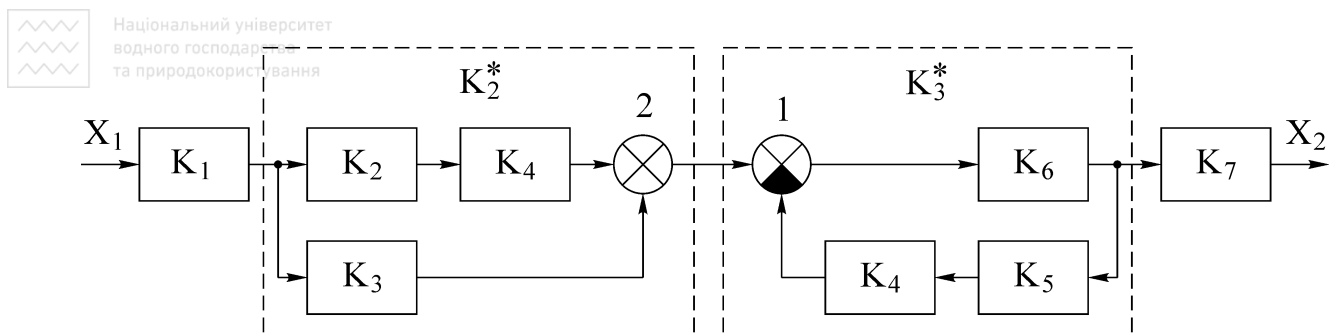 Національний університет
водного господарства
та природокористування
K₂*
K₃*
2
1
X₁
K₁
K₂
K₄
K₆
K₇
X₂
K₃
K₄
K₅